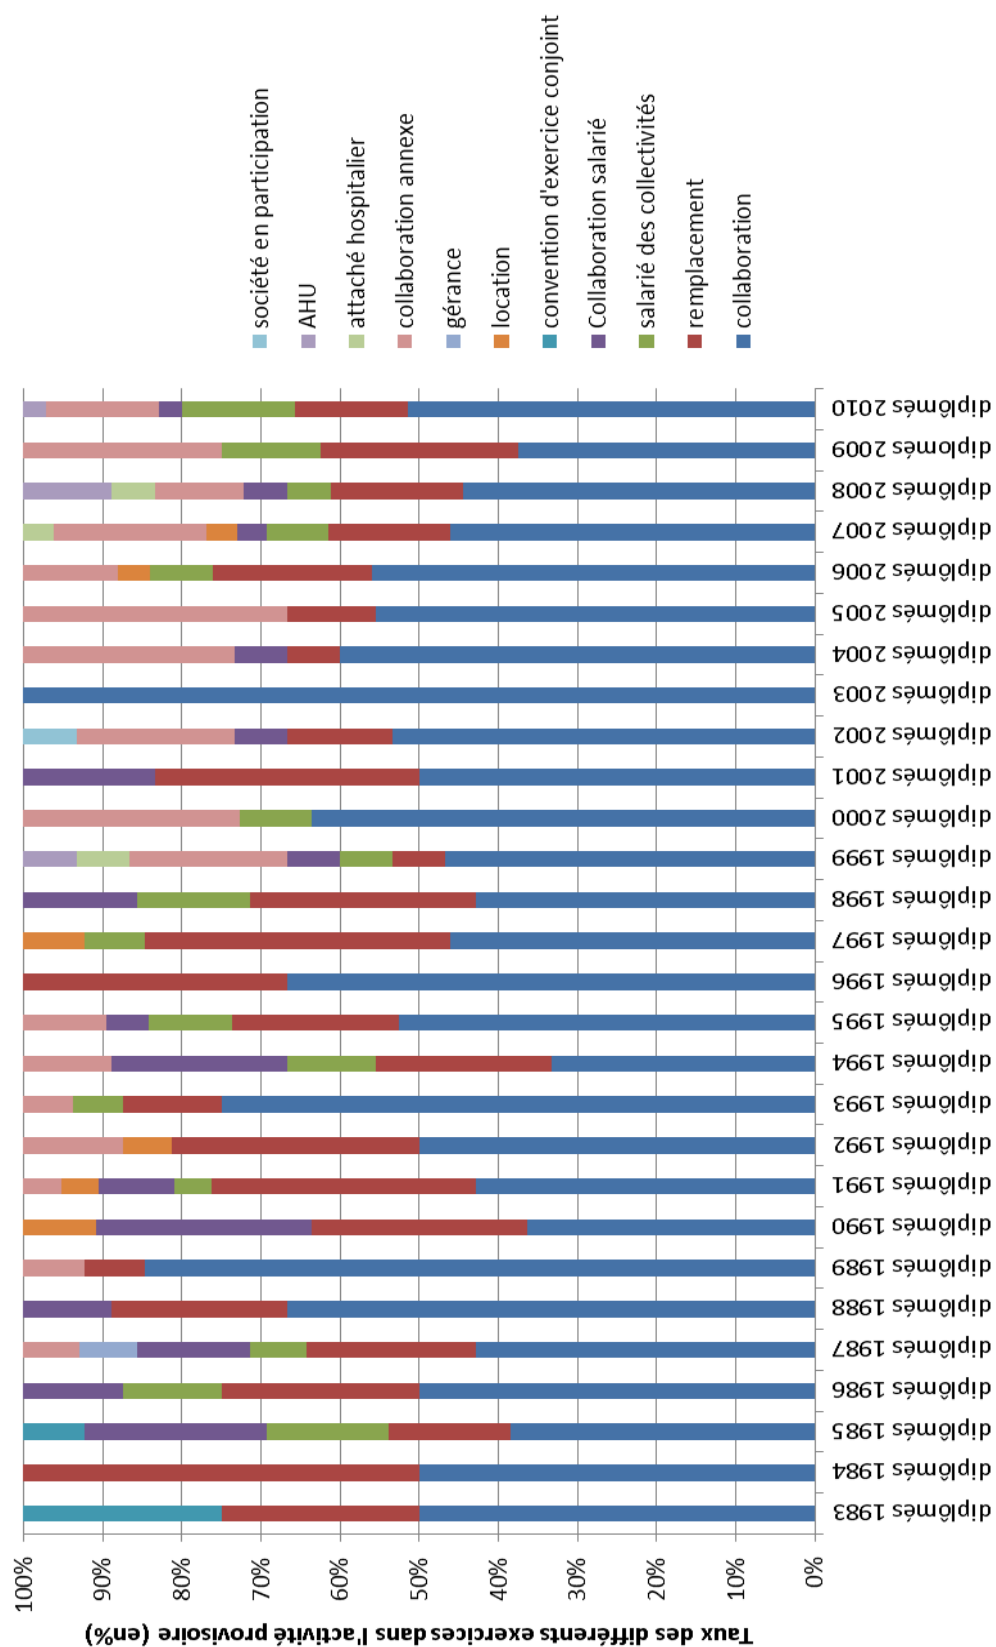 Taux des différents exercices dans l'activité provisoire (en%)
100%
90%
80%
70%
60%
50%
40%
30%
20%
10%
0%
diplômés 1983
diplômés 1984
diplômés 1985
diplômés 1986
diplômés 1987
diplômés 1988
diplômés 1989
diplômés 1990
diplômés 1991
diplômés 1992
diplômés 1993
diplômés 1994
diplômés 1995
diplômés 1996
diplômés 1997
diplômés 1998
diplômés 1999
diplômés 2000
diplômés 2001
diplômés 2002
diplômés 2003
diplômés 2004
diplômés 2005
diplômés 2006
diplômés 2007
diplômés 2008
diplomés 2009
diplômés 2010
société en participation
AHU
attaché hospitalier
collaboration annexe
gérance
location
convention d'exercice conjoint
Collaboration salarié
salarié des collectivités
remplacement
collaboration